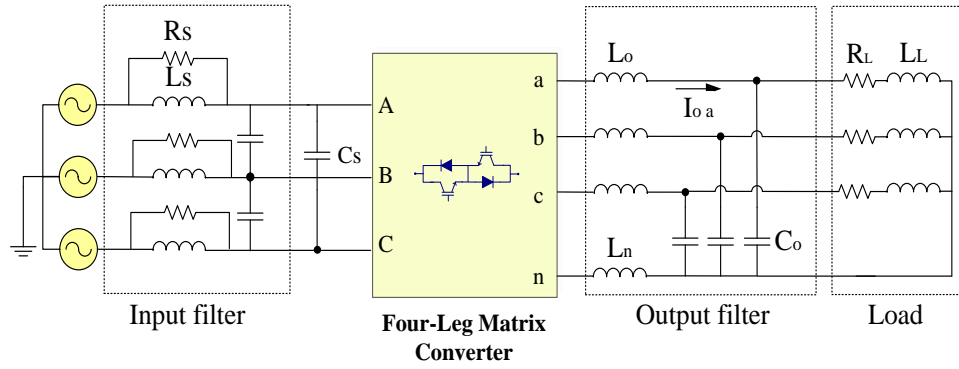 Rs
Ls
Cs
Input filter
A
B
C
a
b
c
n
Four-Leg Matrix
Converter
Lo
Io a
Ln
Co
Output filter
RL
LL
Load